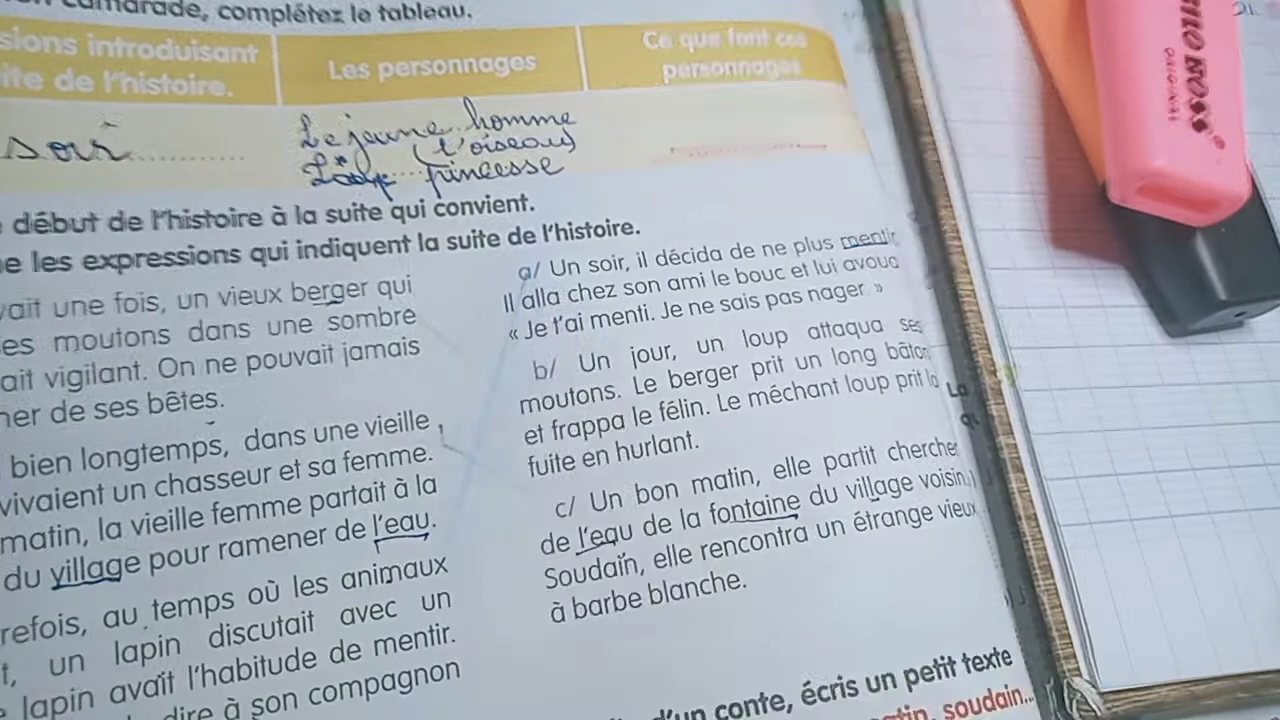 camarade, complétez le tableau.
sions introduisant
ite de l'histoire.
Les personnages
Ce que font ces
personnages
soir
Le jeune homme
(l'oiseau)
princesse
début de l'histoire à la suite qui convient.
e les expressions qui indiquent la suite de l'histoire.
vait une fois, un vieux berger qui
es moutons dans une sombre
ait vigilant. On ne pouvait jamais
her de ses bêtes.
bien longtemps, dans une vieille
vivaient un chasseur et sa femme.
matin, la vieille femme partait à la
du village pour ramener de l'eau.
refois, au temps où les animaux
t, un lapin discutait avec un
lapin avait l'habitude de mentir.
dire à son compagnon
a/ Un soir, il décida de ne plus mentir
Il alla chez son ami le bouc et lui avoua
« Je t'ai menti. Je ne sais pas nager »
b/ Un jour, un loup attaqua ses
moutons. Le berger prit un long bâton
et frappa le félin. Le méchant loup prit la
fuite en hurlant.
c/ Un bon matin, elle partit chercher
de l'eau de la fontaine du village voisin.
Soudain, elle rencontra un étrange vieux
à barbe blanche.
d'un conte, écris un petit texte
atin, soudain...
BOSS
ORIGINAL